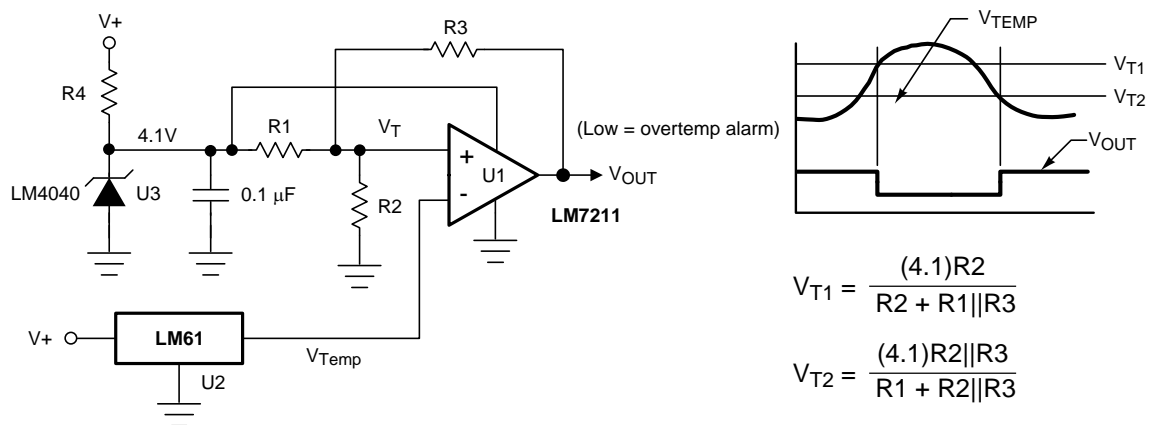 V+
R3
R4
4.1V
R1
VT
(Low = overtemp alarm)
+
U1
-
VOUT
LM4040
U3
0.1 μF
R2
LM7211
V+
LM61
VTemp
U2
VTEMP
VT1
VT2
VOUT
VT1 = (4.1)R2 / R2 + R1||R3
VT2 = (4.1)R2||R3 / R1 + R2||R3